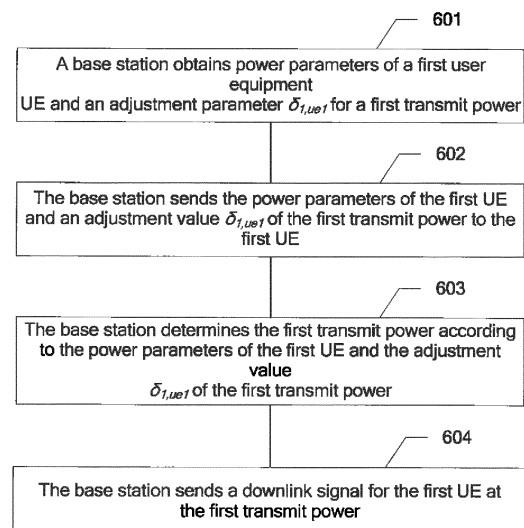 601
A base station obtains power parameters of a first user
equipment
UE and an adjustment parameter δ1,ue1 for a first transmit power
602
The base station sends the power parameters of the first UE
and an adjustment value δ1,ue1 of the first transmit power to the
first UE
603
The base station determines the first transmit power according
to the power parameters of the first UE and the adjustment
value
δ1,ue1 of the first transmit power
604
The base station sends a downlink signal for the first UE at
the first transmit power